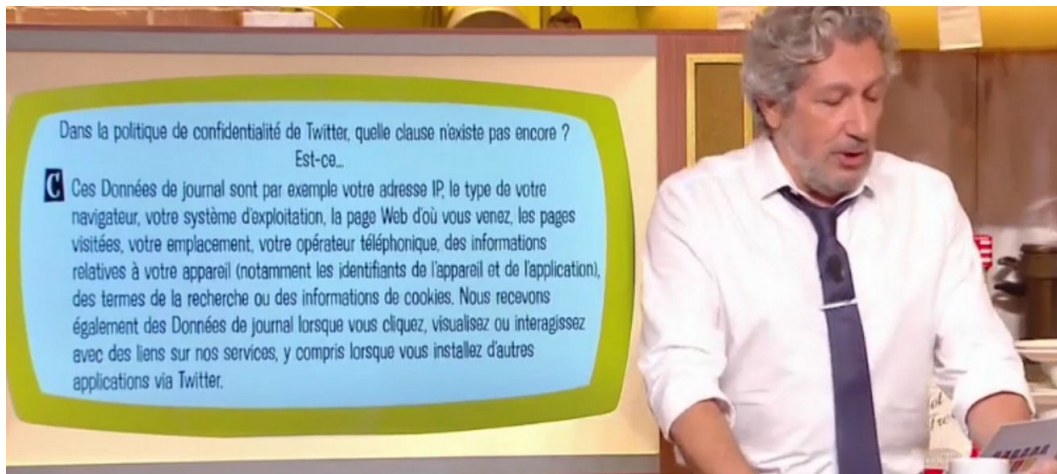 Dans la politique de confidentialité de Twitter, quelle clause n'existe pas encore ?
Est-ce...
C Ces Données de journal sont par exemple votre adresse IP, le type de votre
navigateur, votre système d'exploitation, la page Web d'où vous venez, les pages
visitées, votre emplacement, votre opérateur téléphonique, des informations
relatives à votre appareil (notamment les identifiants de l'appareil et de l'application),
des termes de la recherche ou des informations de cookies. Nous recevons
également des Données de journal lorsque vous cliquez, visualisez ou interagissez
avec des liens sur nos services, y compris lorsque vous installez d'autres
applications via Twitter.